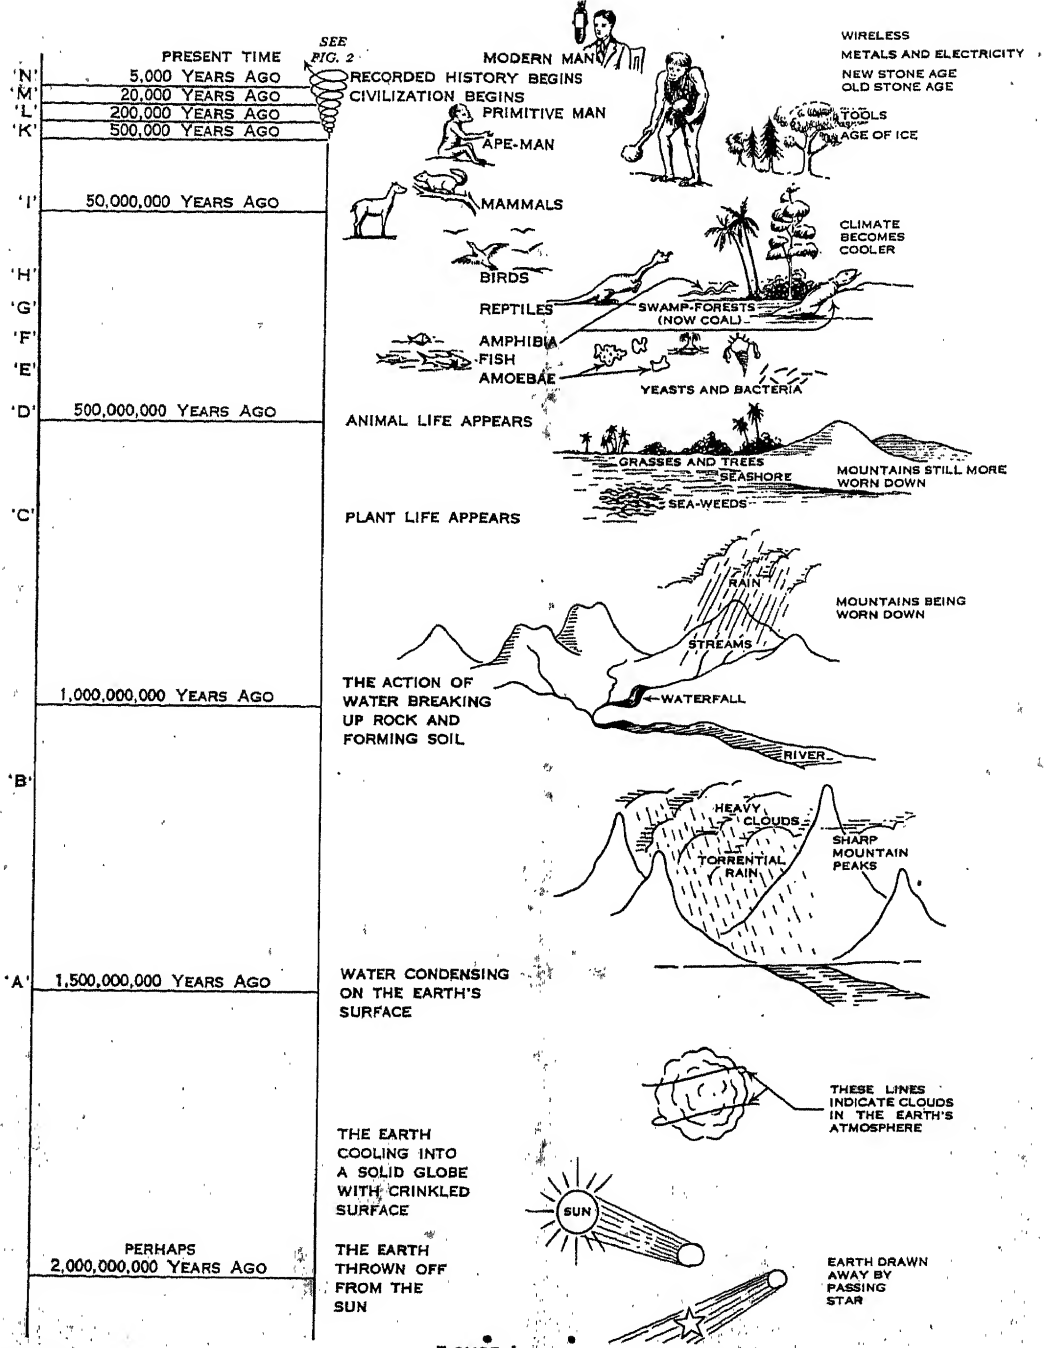 SEE
FIG. 2
PRESENT TIME
MODERN MAN
WIRELESS
METALS AND ELECTRICITY
'N'
5,000 YEARS AGO
RECORDED HISTORY BEGINS
NEW STONE AGE
OLD STONE AGE
'M'
20,000 YEARS AGO
CIVILIZATION BEGINS
'L'
200,000 YEARS AGO
PRIMITIVE MAN
TOOLS
'K'
500,000 YEARS AGO
APE-MAN
AGE OF ICE
'I'
50,000,000 YEARS AGO
MAMMALS
CLIMATE
BECOMES
COOLER
'H'
BIRDS
'G'
REPTILES
SWAMP-FORESTS
(NOW COAL)
'F'
AMPHIBIA
FISH
'E'
AMOEBAE
YEASTS AND BACTERIA
'D'
500,000,000 YEARS AGO
ANIMAL LIFE APPEARS
GRASSES AND TREES
SEASHORE
MOUNTAINS STILL MORE
WORN DOWN
SEA-WEEDS
'C'
PLANT LIFE APPEARS
RAIN
MOUNTAINS BEING
WORN DOWN
STREAMS
1,000,000,000 YEARS AGO
THE ACTION OF
WATER BREAKING
UP ROCK AND
FORMING SOIL
WATERFALL
RIVER
'B'
HEAVY
CLOUDS
TORRENTIAL
RAIN
SHARP
MOUNTAIN
PEAKS
'A'
1,500,000,000 YEARS AGO
WATER CONDENSING
ON THE EARTH'S
SURFACE
THESE LINES
INDICATE CLOUDS
IN THE EARTH'S
ATMOSPHERE
THE EARTH
COOLING INTO
A SOLID GLOBE
WITH CRINKLED
SURFACE
SUN
PERHAPS
2,000,000,000 YEARS AGO
THE EARTH
THROWN OFF
FROM THE
SUN
EARTH DRAWN
AWAY BY
PASSING
STAR